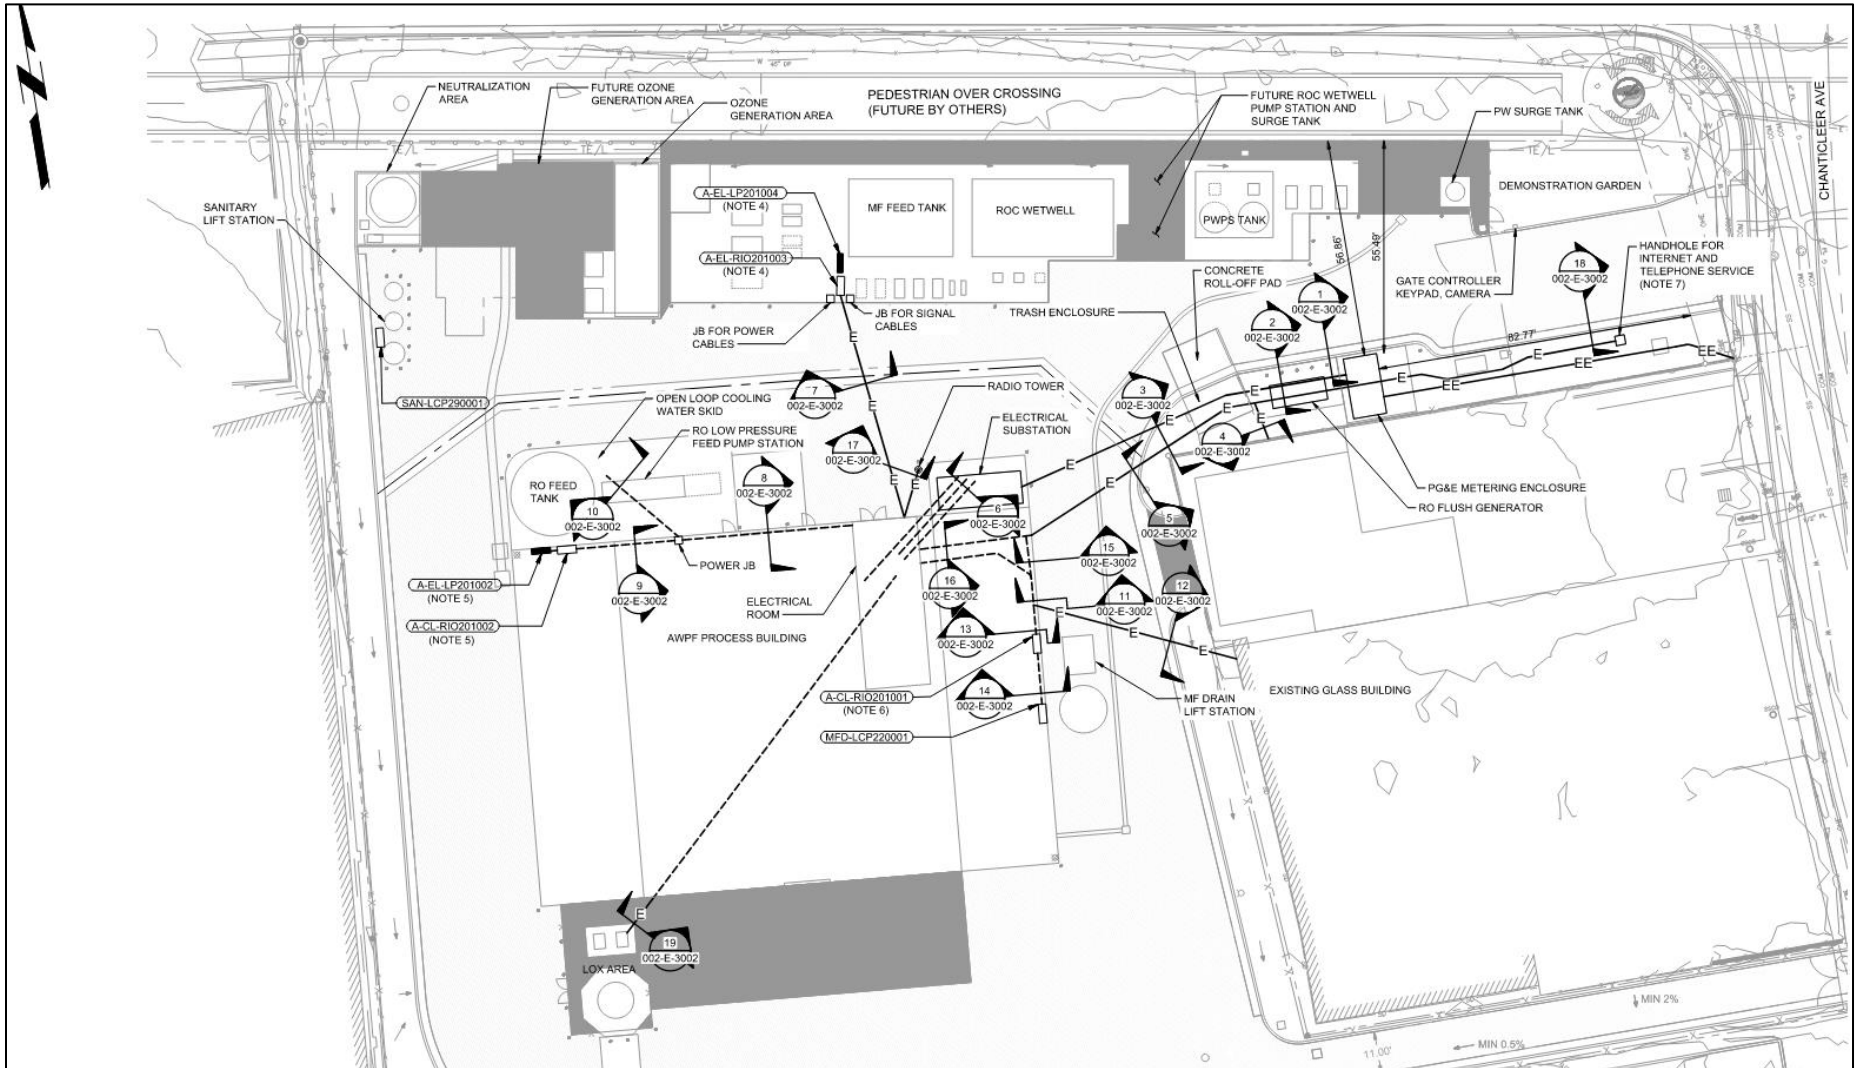 NEUTRALIZATION
AREA
FUTURE OZONE
GENERATION AREA
OZONE
GENERATION AREA
PEDESTRIAN OVER CROSSING
(FUTURE BY OTHERS)
FUTURE ROC WETWELL
PUMP STATION AND
SURGE TANK
PW SURGE TANK
CHANTICLEER AVE
TE/L
TE/L
TE/L
DEMONSTRATION GARDEN
SANITARY
LIFT STATION
A-EL-LP201004
(NOTE 4)
MF FEED TANK
ROC WETWELL
PWPS TANK
A-EL-RIO201003
(NOTE 4)
56.86'
55.49'
HANDHOLE FOR
INTERNET AND
TELEPHONE SERVICE
(NOTE 7)
18
002-E-3002
GATE CONTROLLER
KEYPAD, CAMERA
CONCRETE
ROLL-OFF PAD
1
002-E-3002
2
002-E-3002
TRASH ENCLOSURE
JB FOR POWER
CABLES
JB FOR SIGNAL
CABLES
82.77'
E
E
E
EE
EE
EE
E
E
E
SAN-LCP290001
7
002-E-3002
E
RADIO TOWER
3
002-E-3002
OPEN LOOP COOLING
WATER SKID
ELECTRICAL
SUBSTATION
RO LOW PRESSURE
FEED PUMP STATION
17
002-E-3002
4
002-E-3002
E
E
E
E
E
8
002-E-3002
RO FEED
TANK
PG&E METERING ENCLOSURE
RO FLUSH GENERATOR
10
002-E-3002
6
002-E-3002
5
002-E-3002
15
002-E-3002
A-EL-LP201002
(NOTE 5)
9
002-E-3002
POWER JB
16
002-E-3002
11
002-E-3002
12
002-E-3002
ELECTRICAL
ROOM
A-CL-RIO201002
(NOTE 5)
AWPF PROCESS BUILDING
13
002-E-3002
E
E
E
A-CL-RIO201001
(NOTE 6)
14
002-E-3002
MF DRAIN
LIFT STATION
EXISTING GLASS BUILDING
MFD-LCP220001
E
19
002-E-3002
LOX AREA
MIN 2%
MIN 0.5%
11.00'